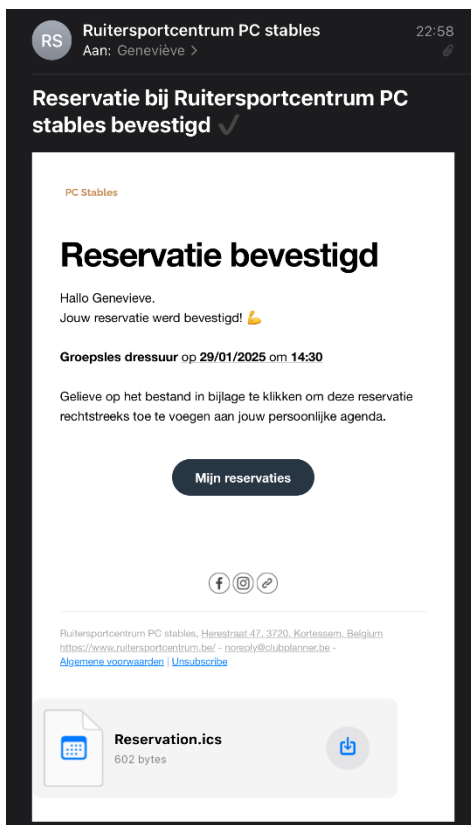 RS
Ruitersportcentrum PC stables
22:58
Aan: Geneviève >
Reservatie bij Ruitersportcentrum PC
stables bevestigd ✔
PC Stables
Reservatie bevestigd
Hallo Genevieve.
Jouw reservatie werd bevestigd! 💪
Groepsles dressuur op 29/01/2025 om 14:30
Gelieve op het bestand in bijlage te klikken om deze reservatie
rechtstreeks toe te voegen aan jouw persoonlijke agenda.
Mijn reservaties
Ruitersportcentrum PC stables, Herestraat 47, 3720, Kortessem, Belgium
https://www.ruitersportcentrum.be/ - noreply@clubplanner.be -
Algemene voorwaarden | Unsubscribe
Reservation.ics
602 bytes